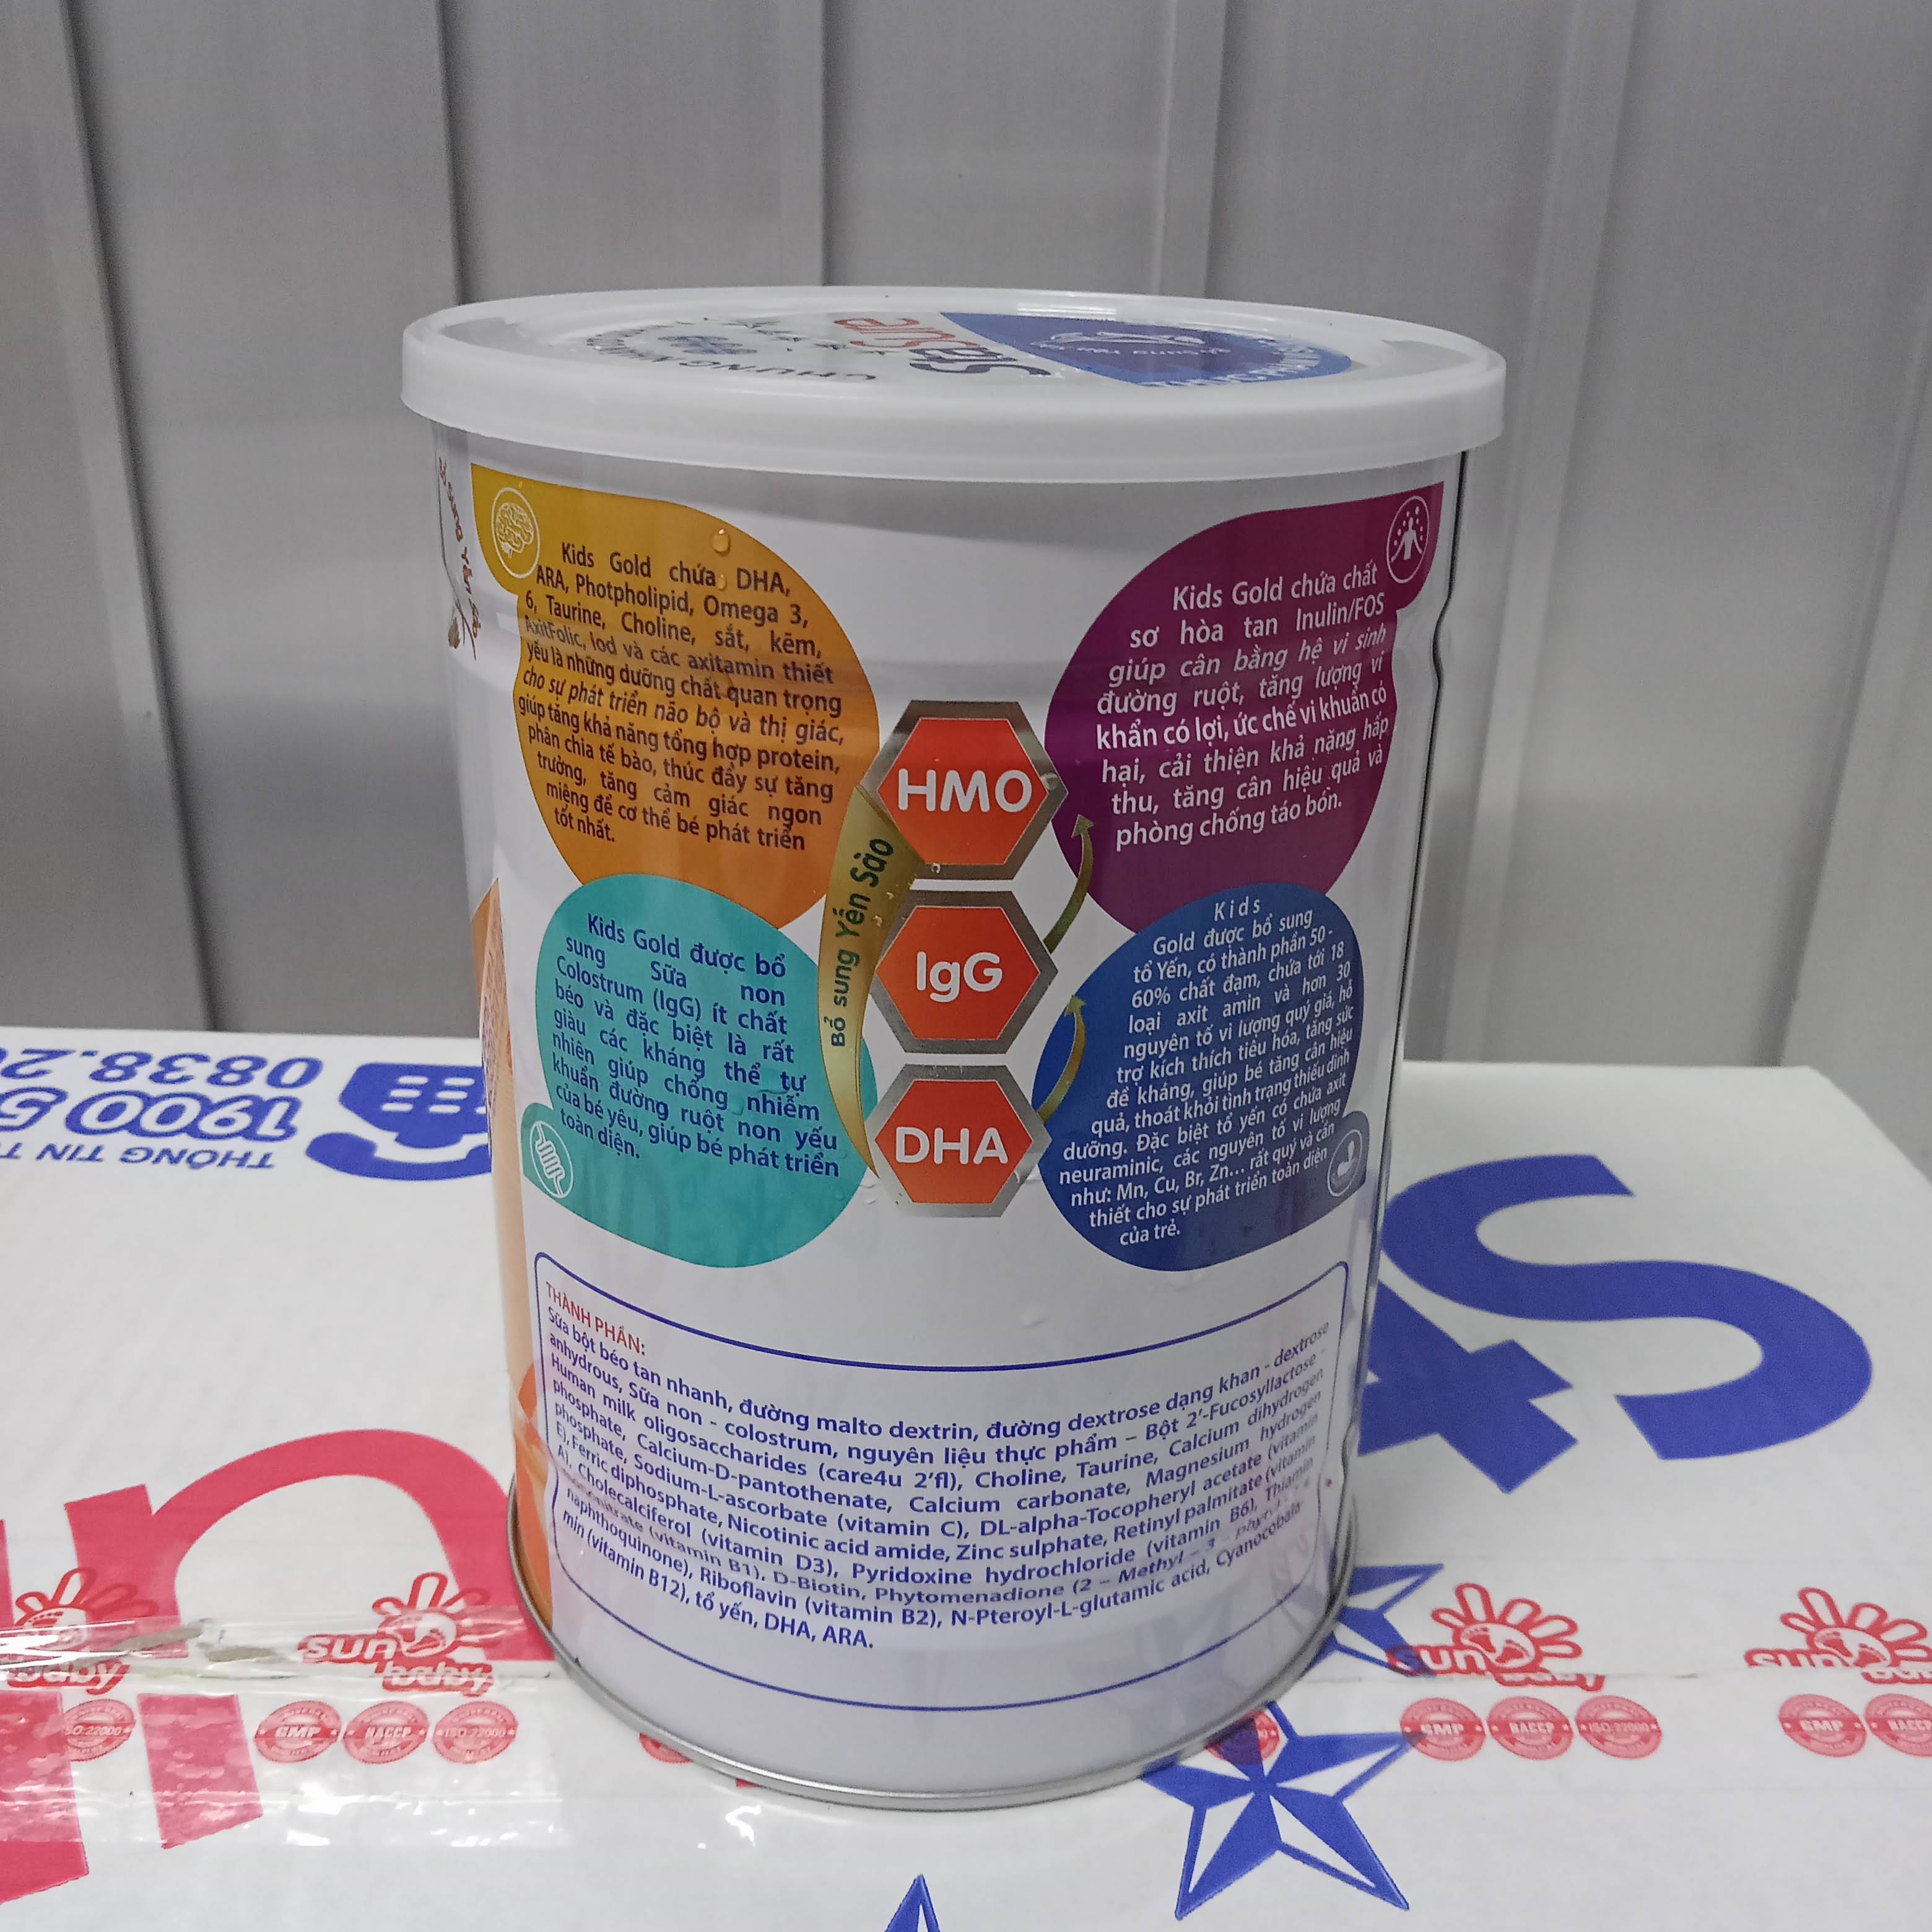 Bổ sung Yến Sào
Kids Gold chứa DHA,
ARA, Photpholipid, Omega 3,
6, Taurine, Choline, sắt, kẽm,
AxitFolic, Iod và các axitamin thiết
yếu là những dưỡng chất quan trọng
cho sự phát triển não bộ và thị giác,
giúp tăng khả năng tổng hợp protein,
phân chia tế bào, thúc đẩy sự tăng
trưởng, tăng cảm giác ngon
miệng để cơ thể bé phát triển
tốt nhất.
Kids Gold chứa chất
sơ hòa tan Inulin/FOS
giúp cân bằng hệ vi sinh
đường ruột, tăng lượng vi
khẩn có lợi, ức chế vi khuẩn có
hại, cải thiện khả nặng hấp
thu, tăng cân hiệu quả và
phòng chống táo bón.
HMO
IgG
DHA
Bổ sung Yến Sào
Kids Gold được bổ
sung Sữa non
Colostrum (IgG) ít chất
béo và đặc biệt là rất
giàu các kháng thể tự
nhiên giúp chống nhiễm
khuẩn đường ruột non yếu
của bé yêu, giúp bé phát triển
toàn diện.
Kids
Gold được bổ sung
tổ Yến, có thành phần 50-
60% chất đạm, chứa tới 18
loại axit amin và hơn 30
nguyên tố vi lượng quý giá, hỗ
trợ kích thích tiêu hóa, tăng sức
đề kháng, giúp bé tăng cân hiệu
quả, thoát khỏi tình trạng thiếu dinh
dưỡng. Đặc biệt tổ yến có chứa axit
neuraminic, các nguyên tố vi lượng
như: Mn, Cu, Br, Zn... rất quý và cần
thiết cho sự phát triển toàn diện
của trẻ.
THÀNH PHẦN:
Sữa bột béo tan nhanh, đường malto dextrin, đường dextrose dạng khan - dextrose
anhydrous, Sữa non - colostrum, nguyên liệu thực phẩm – Bột 2'-Fucosyllactose -
Human milk oligosaccharides (care4u 2'fl), Choline, Taurine, Calcium dihydrogen
phosphate, Calcium-D-pantothenate, Calcium carbonate, Magnesium hydrogen
phosphate, Sodium-L-ascorbate (vitamin C), DL-alpha-Tocopheryl acetate (vitamin
E), Ferric diphosphate, Nicotinic acid amide, Zinc sulphate, Retinyl palmitate (vitamin
A), Cholecalciferol (vitamin D3), Pyridoxine hydrochloride (vitamin B6), Thiamin
(vitamin B1), D-Biotin, Phytomenadione (2 – Methyl – 3 –
naphthoquinone), Riboflavin (vitamin B2), N-Pteroyl-L-glutamic acid, Cyanocobala-
min (vitamin B12), tổ yến, DHA, ARA.
0838.2
1900 5
THÔNG TIN
sun baby
GMP HACCP ISO:22000
sun baby
GMP HACCP ISO:22000